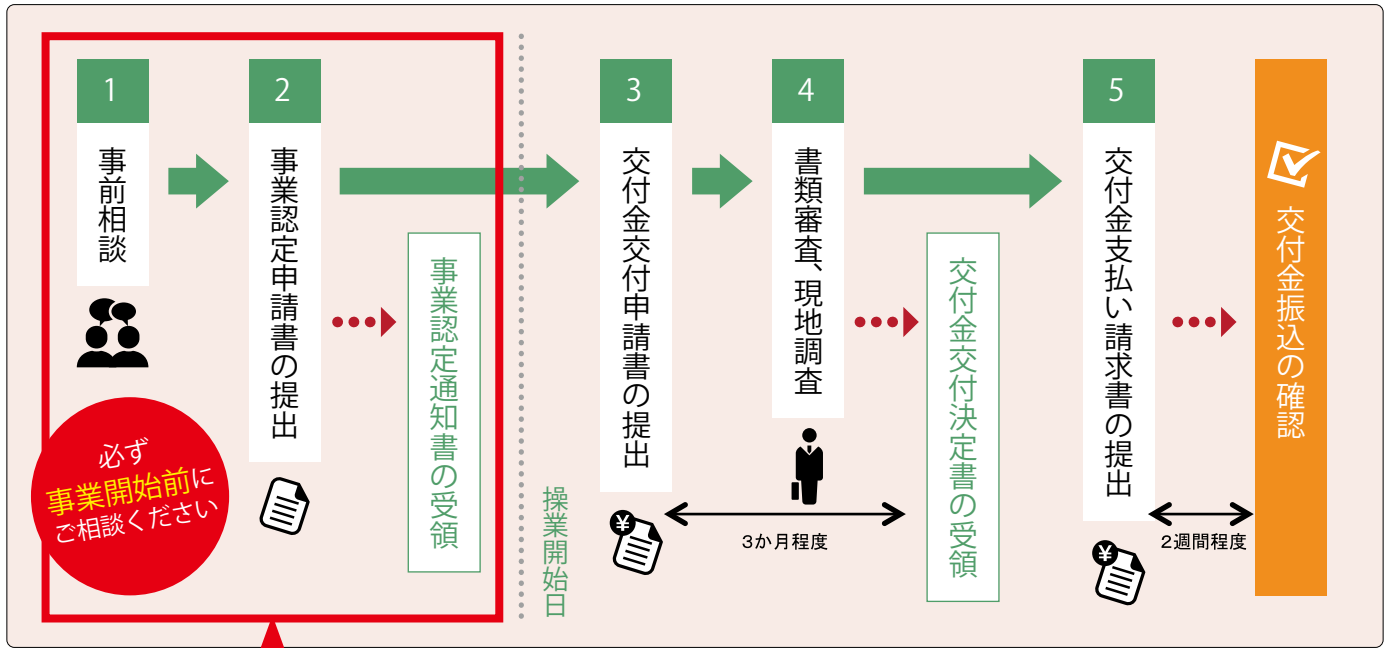 1
事前相談
2
事業認定申請書の提出
事業認定通知書の受領
必ず
事業開始前に
ご相談ください
操業開始日
3
交付金交付申請書の提出
¥
4
書類審査、現地調査
3か月程度
交付金交付決定書の受領
5
交付金支払い請求書の提出
¥
2週間程度
交付金振込の確認